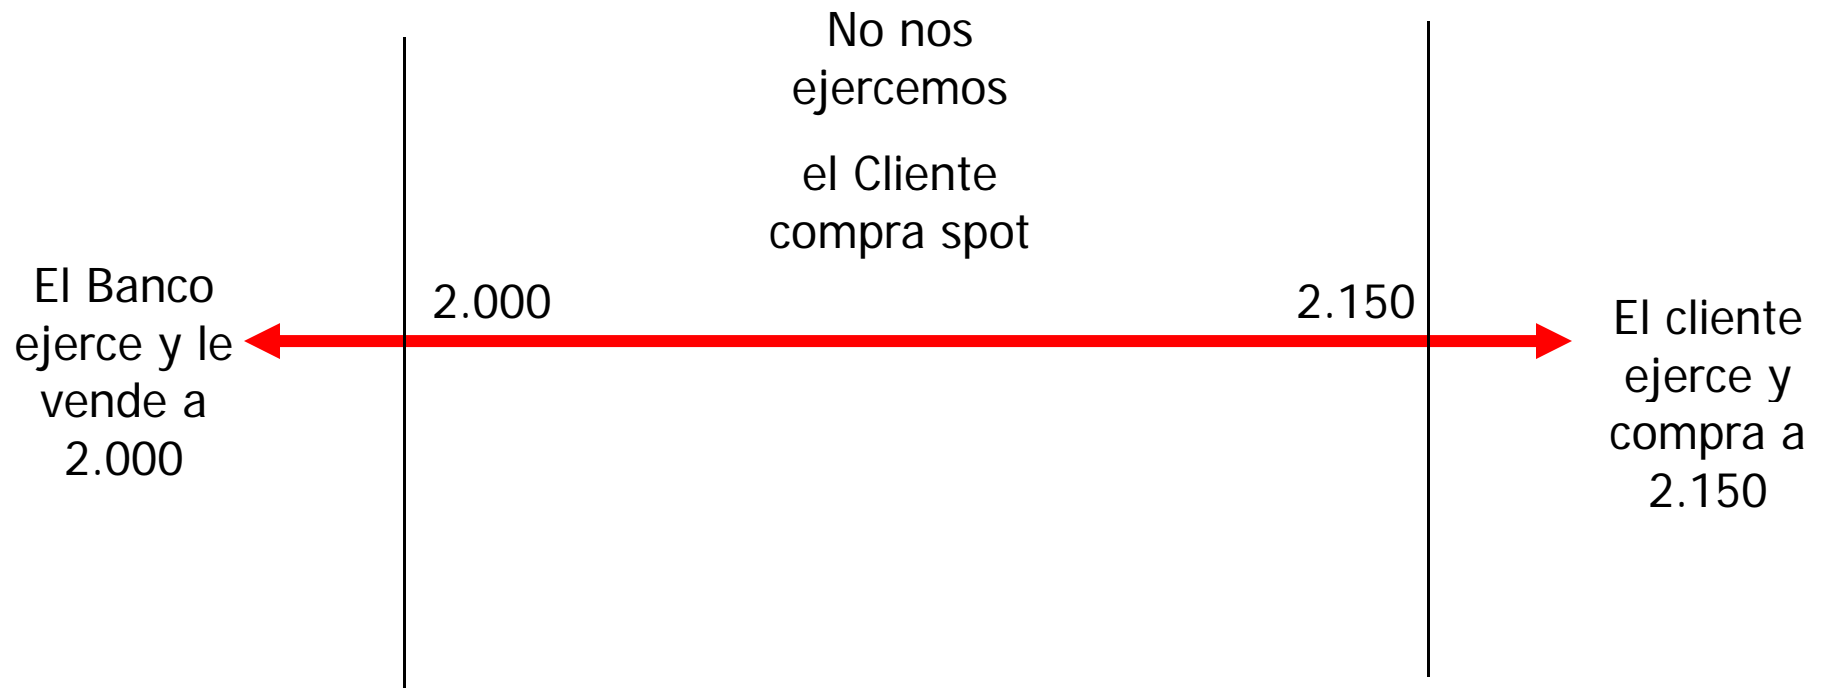 No nos
ejercemos
el Cliente
compra spot
El Banco
ejerce y le
vende a
2.000
2.000
2.150
El cliente
ejerce y
compra a
2.150